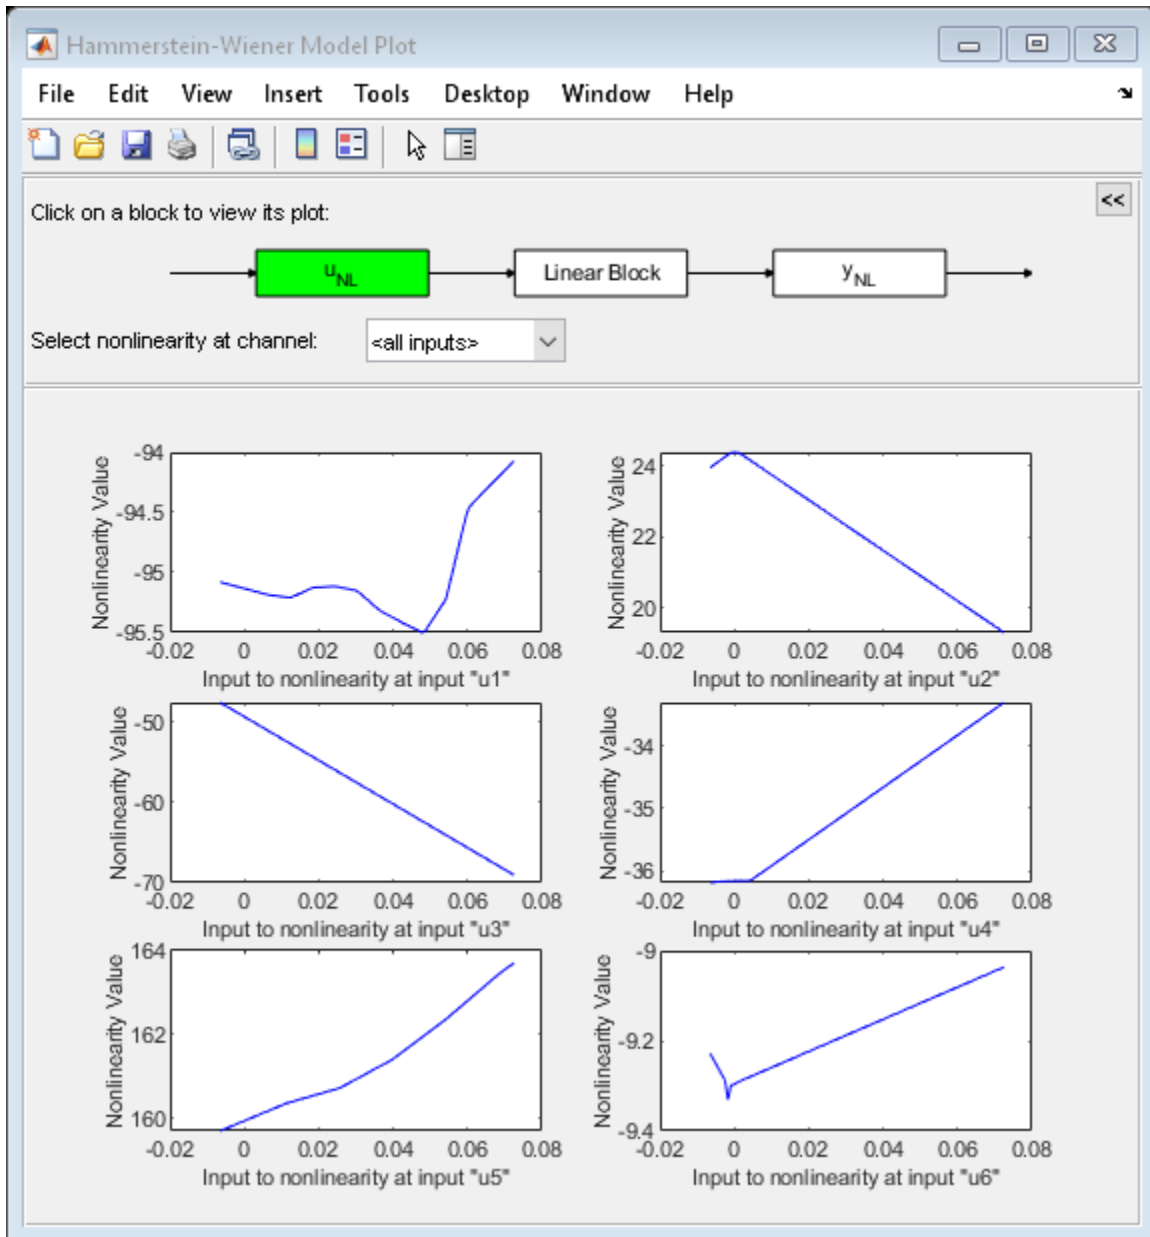 Hammerstein-Wiener Model Plot
File Edit View Insert Tools Desktop Window Help
Click on a block to view its plot:
uNL Linear Block yNL
Select nonlinearity at channel: <all inputs>
<<
Nonlinearity Value
-94
-94.5
-95
-95.5
-0.02 0 0.02 0.04 0.06 0.08
Input to nonlinearity at input "u1"
Nonlinearity Value
24
22
20
-0.02 0 0.02 0.04 0.06 0.08
Input to nonlinearity at input "u2"
Nonlinearity Value
-50
-60
-70
-0.02 0 0.02 0.04 0.06 0.08
Input to nonlinearity at input "u3"
Nonlinearity Value
-34
-35
-36
-0.02 0 0.02 0.04 0.06 0.08
Input to nonlinearity at input "u4"
Nonlinearity Value
164
162
160
-0.02 0 0.02 0.04 0.06 0.08
Input to nonlinearity at input "u5"
Nonlinearity Value
-9
-9.2
-9.4
-0.02 0 0.02 0.04 0.06 0.08
Input to nonlinearity at input "u6"